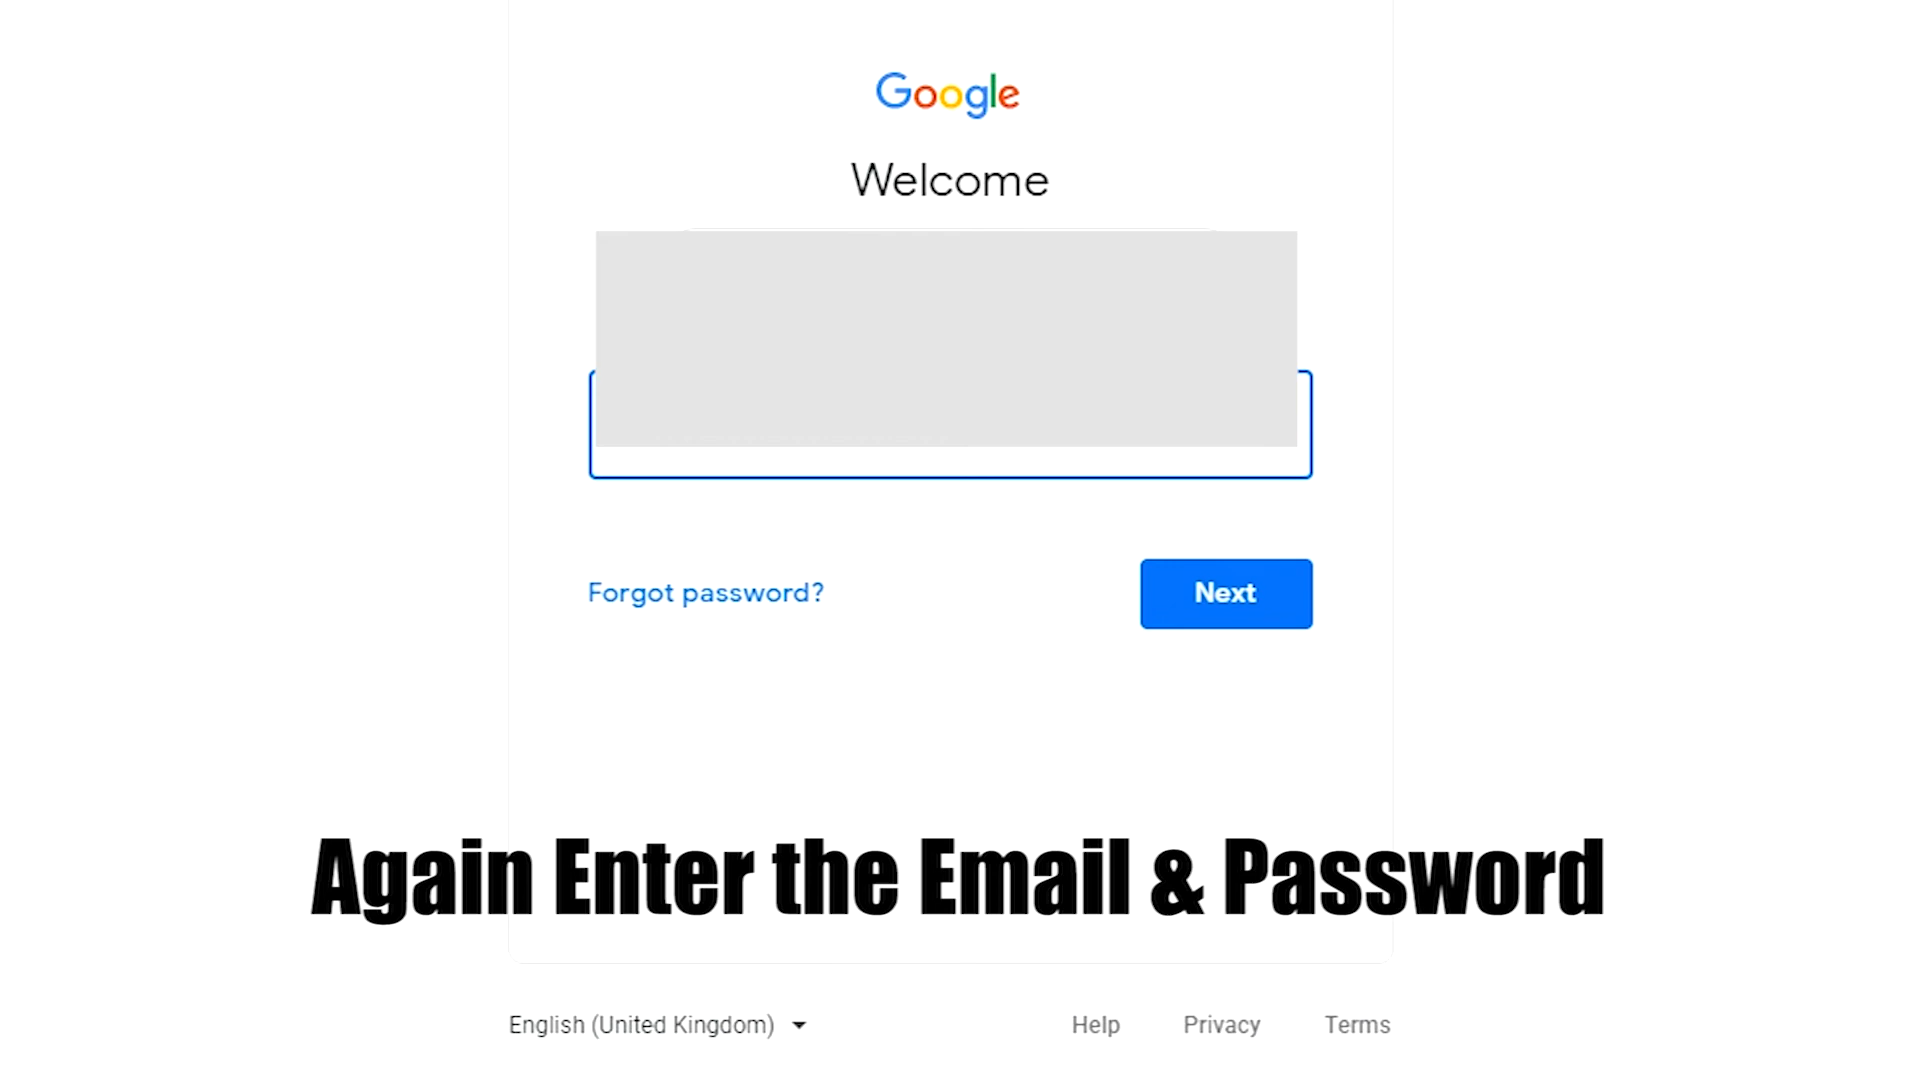 Google
Welcome
Forgot password?
Next
Again Enter the Email & Password
English (United Kingdom)
Help Privacy Terms